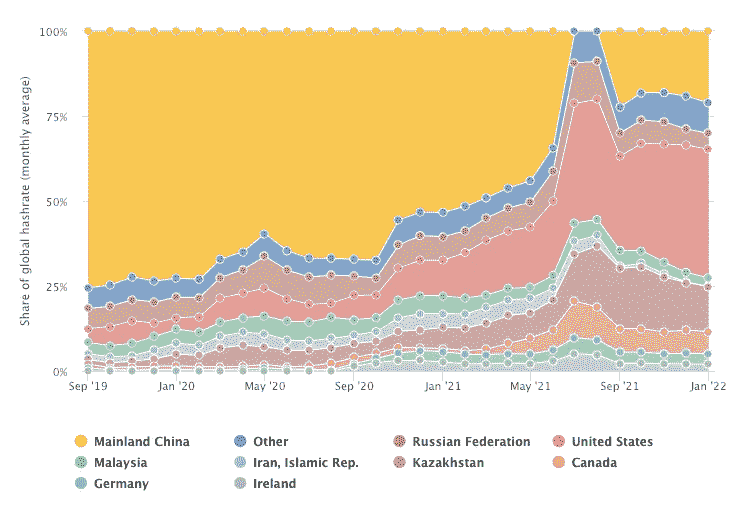 Share of global hashrate (monthly average)
100%
75%
50%
25%
0%
Sep '19 Jan '20 May '20 Sep '20 Jan '21 May '21 Sep '21 Jan '22
Mainland China Other Russian Federation United States
Malaysia Iran, Islamic Rep. Kazakhstan Canada
Germany Ireland